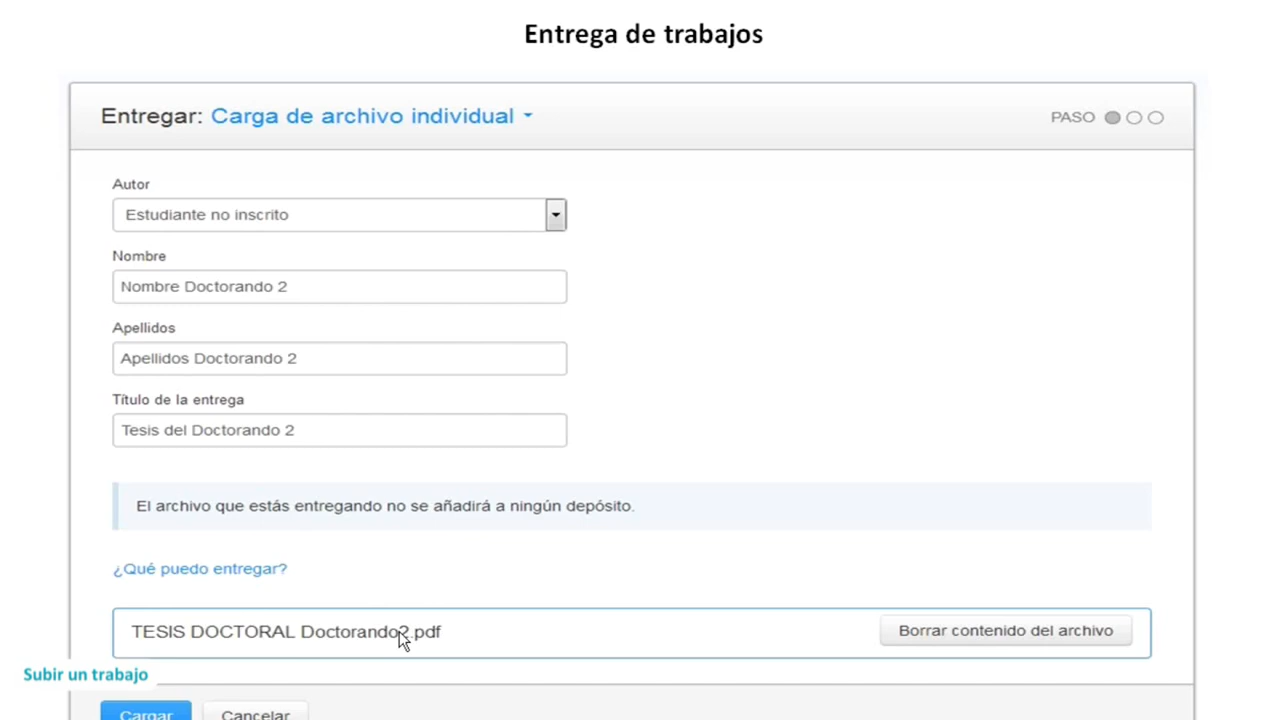 Entrega de trabajos
Entregar: Carga de archivo individual
PASO
Autor
Estudiante no inscrito
Nombre
Nombre Doctorando 2
Apellidos
Apellidos Doctorando 2
Título de la entrega
Tesis del Doctorando 2
El archivo que estás entregando no se añadirá a ningún depósito.
¿Qué puedo entregar?
TESIS DOCTORAL Doctorando2.pdf
Borrar contenido del archivo
Subir un trabajo
Cargar
Cancelar